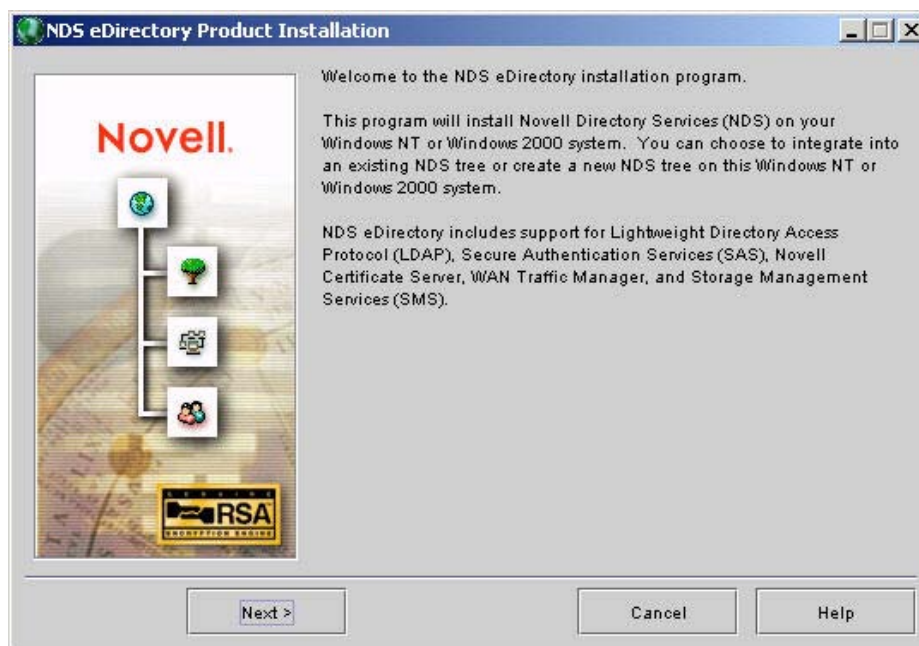 NDS eDirectory Product Installation
Novell.
Welcome to the NDS eDirectory installation program.
This program will install Novell Directory Services (NDS) on your
Windows NT or Windows 2000 system. You can choose to integrate into
an existing NDS tree or create a new NDS tree on this Windows NT or
Windows 2000 system.
NDS eDirectory includes support for Lightweight Directory Access
Protocol (LDAP), Secure Authentication Services (SAS), Novell
Certificate Server, WAN Traffic Manager, and Storage Management
Services (SMS).
GENUINE
RSA
ENCRYPTION ENGINE
Next >
Cancel
Help